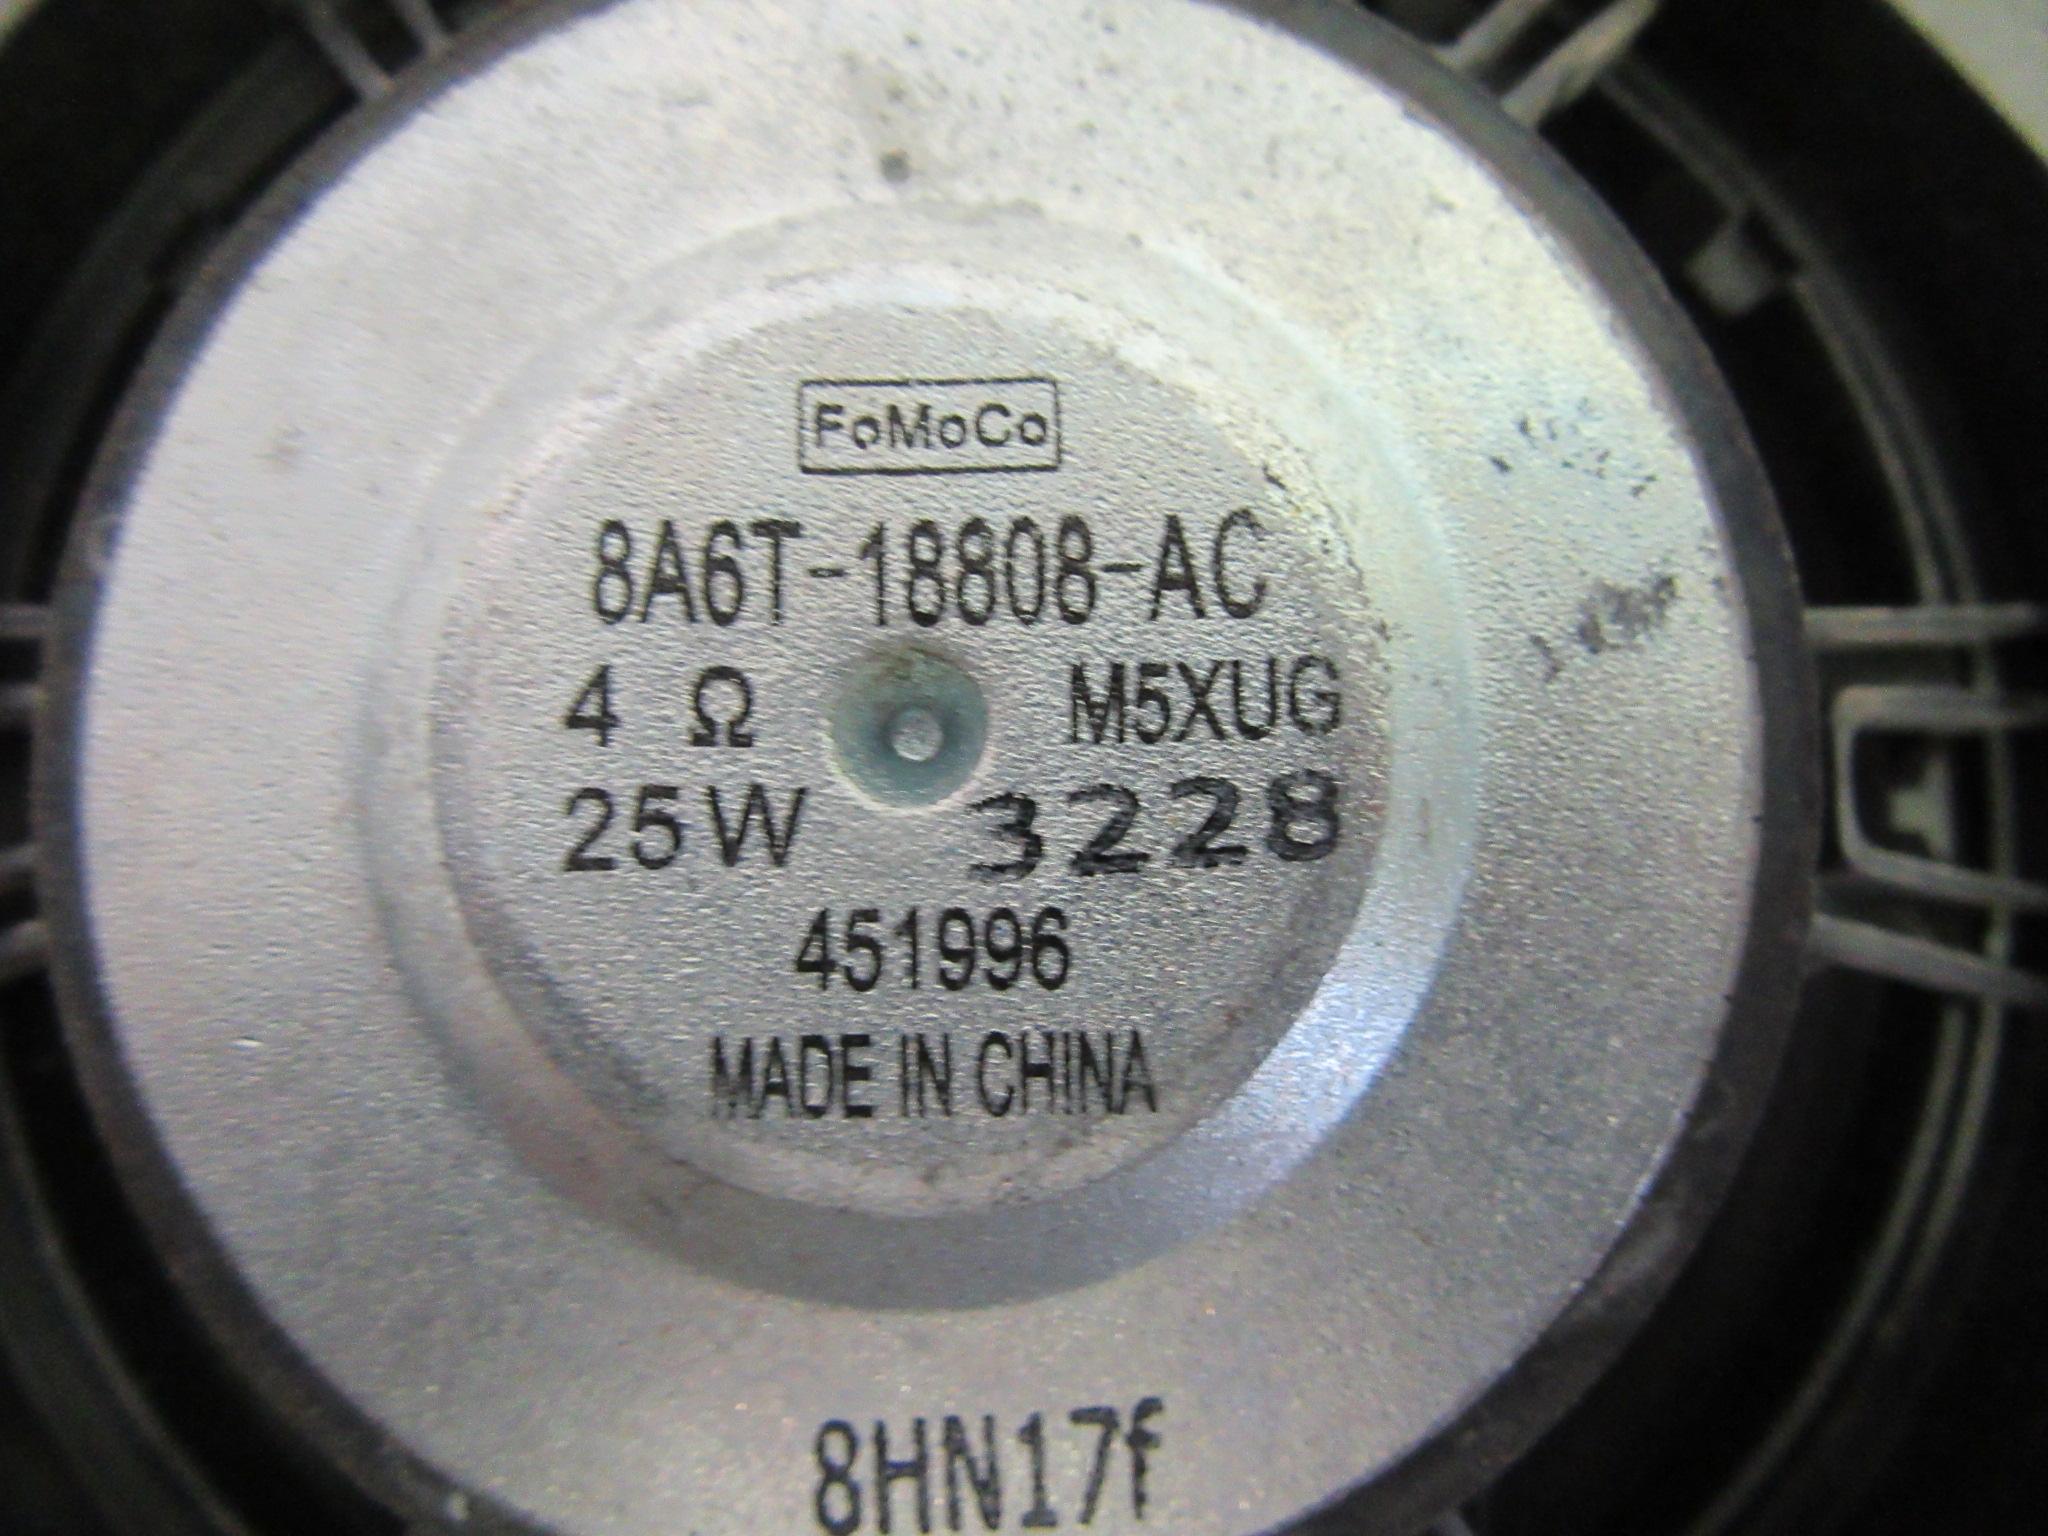 FoMoCo
8A6T-18808-AC
4 Ω M5XUG
25W 3228
451996
MADE IN CHINA
8HN17f